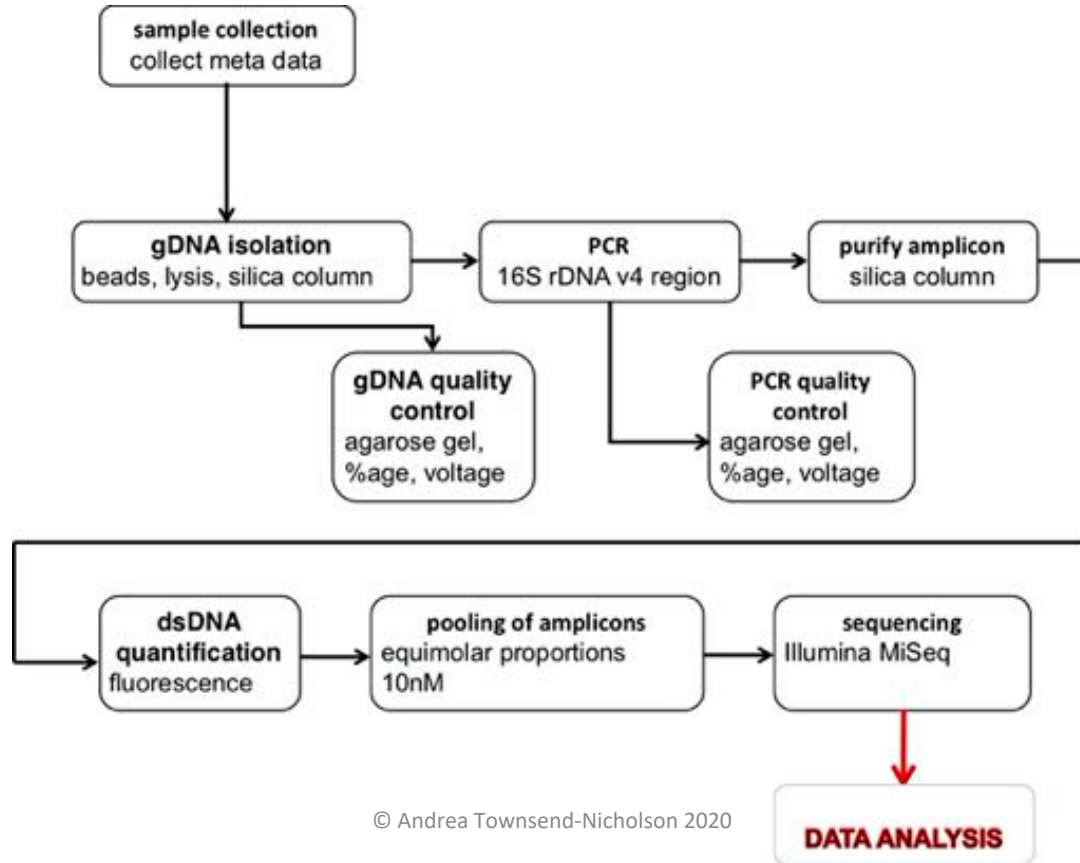 sample collection
collect meta data
gDNA isolation
beads, lysis, silica column
PCR
16S rDNA v4 region
purify amplicon
silica column
gDNA quality
control
agarose gel,
%age, voltage
PCR quality
control
agarose gel,
%age, voltage
dsDNA
quantification
fluorescence
pooling of amplicons
equimolar proportions
10nM
sequencing
Illumina MiSeq
© Andrea Townsend-Nicholson 2020
DATA ANALYSIS